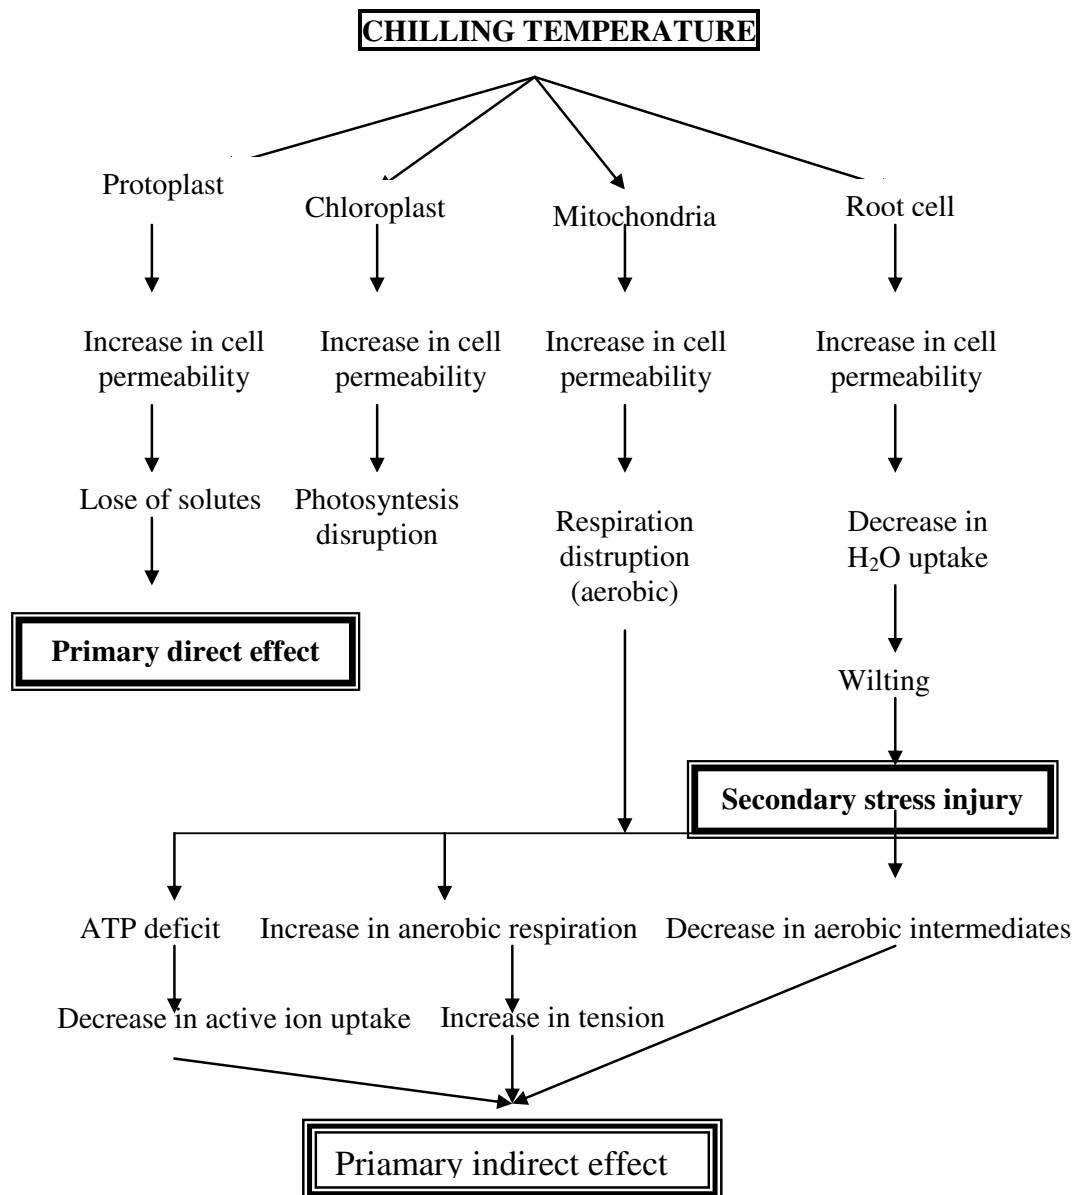 CHILLING TEMPERATURE
Protoplast
Chloroplast
Mitochondria
Root cell
Increase in cell
permeability
Increase in cell
permeability
Increase in cell
permeability
Increase in cell
permeability
Lose of solutes
Photosyntesis
disruption
Respiration
distruption
(aerobic)
Decrease in
H₂O uptake
Primary direct effect
Wilting
Secondary stress injury
ATP deficit
Increase in anerobic respiration
Decrease in aerobic intermediates
Decrease in active ion uptake
Increase in tension
Priamary indirect effect